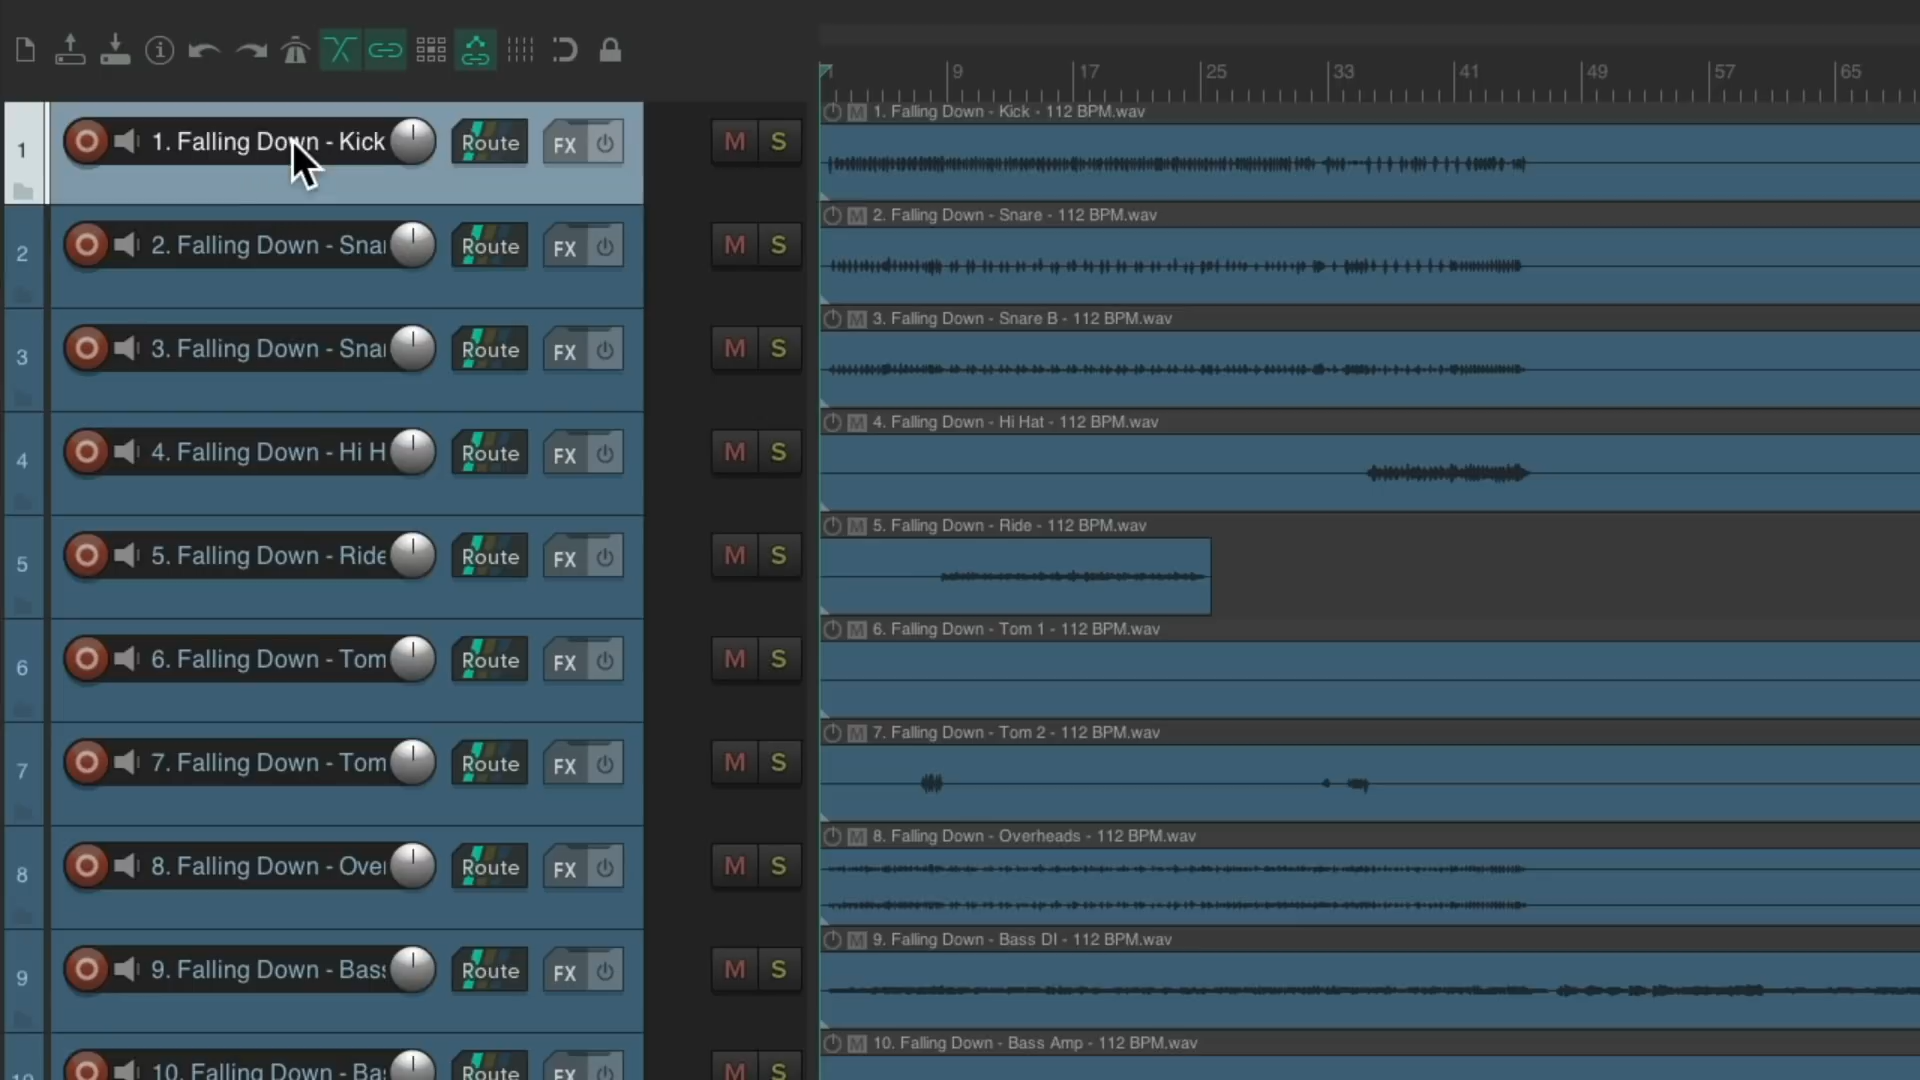 1 9 17 25 33 41 49 57 65
1 1. Falling Down - Kick Route FX M S
M 1. Falling Down - Kick - 112 BPM.wav
2 2. Falling Down - Snar Route FX M S
M 2. Falling Down - Snare - 112 BPM.wav
3 3. Falling Down - Snar Route FX M S
M 3. Falling Down - Snare B - 112 BPM.wav
4 4. Falling Down - Hi H Route FX M S
M 4. Falling Down - Hi Hat - 112 BPM.wav
5 5. Falling Down - Ride Route FX M S
M 5. Falling Down - Ride - 112 BPM.wav
6 6. Falling Down - Tom Route FX M S
M 6. Falling Down - Tom 1 - 112 BPM.wav
7 7. Falling Down - Tom Route FX M S
M 7. Falling Down - Tom 2 - 112 BPM.wav
8 8. Falling Down - Over Route FX M S
M 8. Falling Down - Overheads - 112 BPM.wav
9 9. Falling Down - Bass Route FX M S
M 9. Falling Down - Bass DI - 112 BPM.wav
10 10. Falling Down - Bas Route FX M S
M 10. Falling Down - Bass Amp - 112 BPM.wav